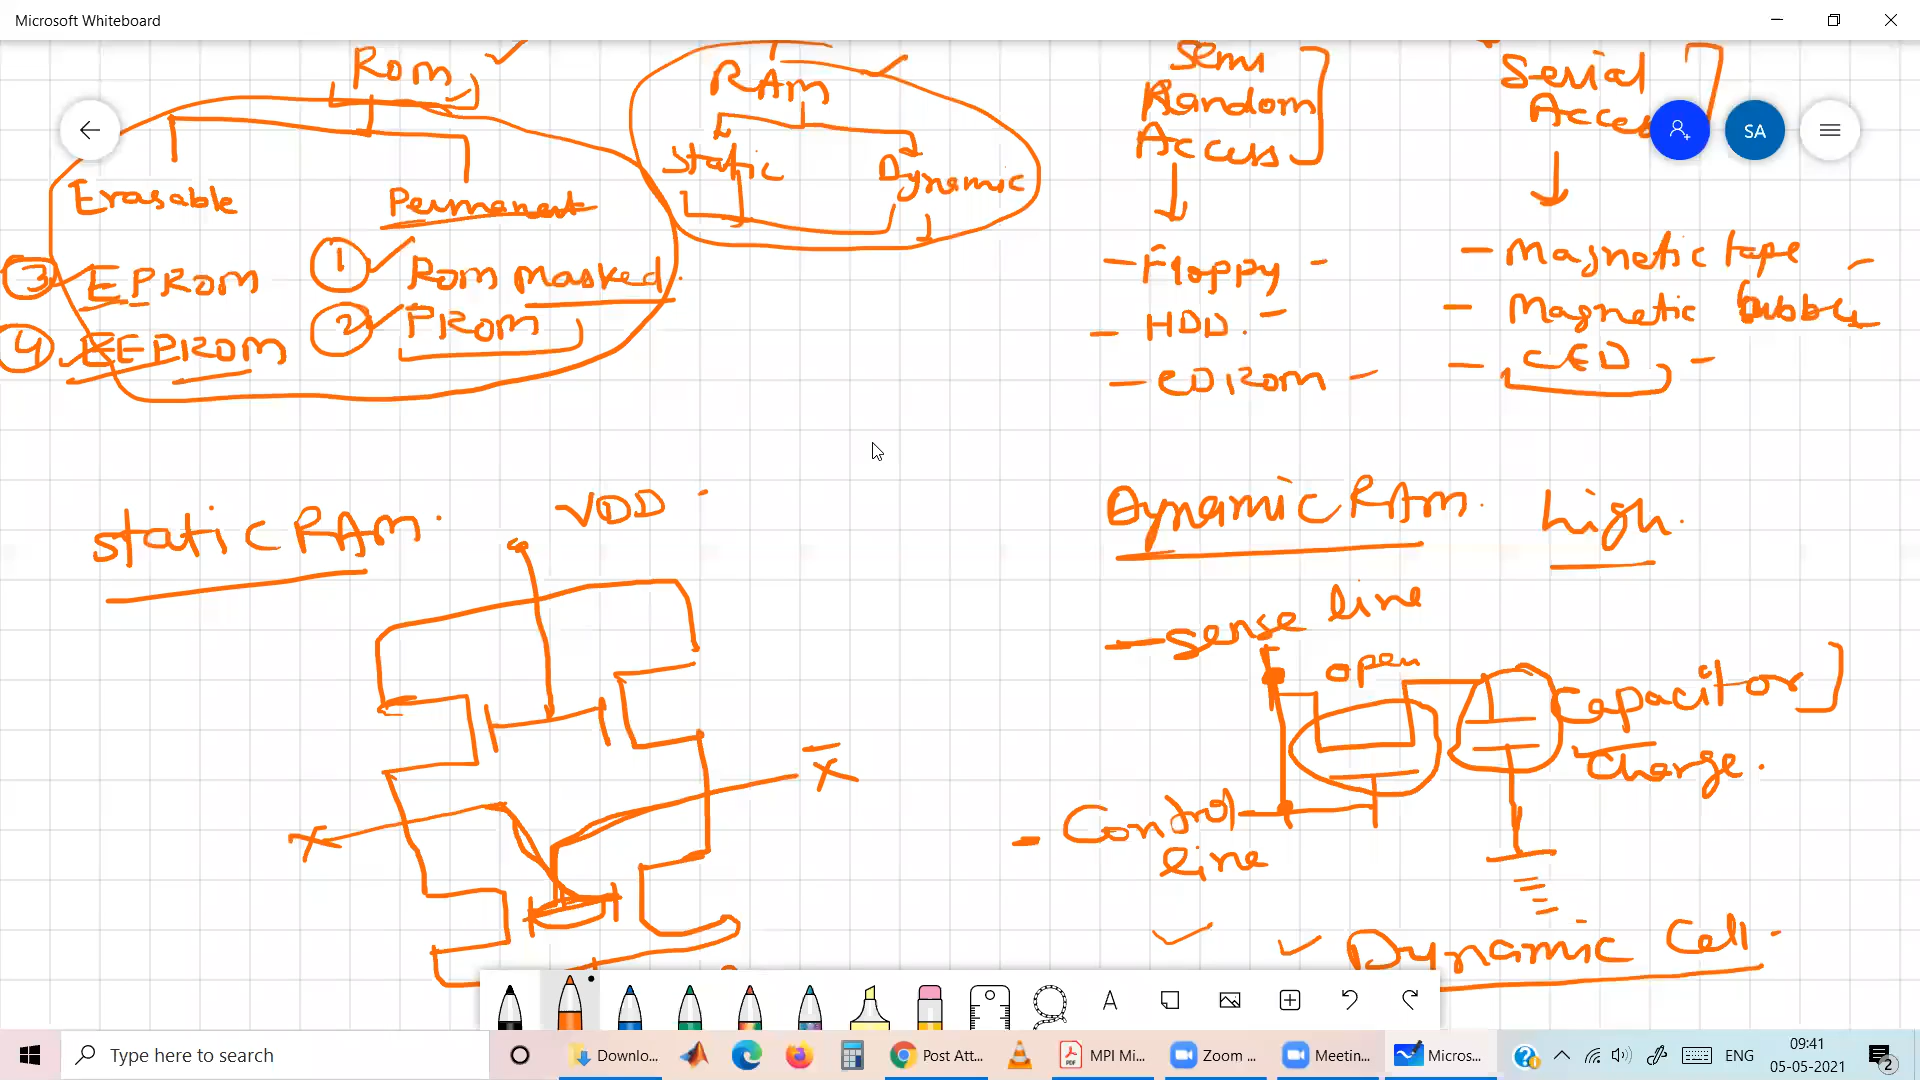 Microsoft Whiteboard
Rom
RAm
Static
Dynamic
Erasable
Permanent
3 EPROM
4 EEPROM
1 Rom masked.
2 PROM
Semi
Random
Access
- Floppy -
- HDD. -
- CDRom -
Serial
Access
- Magnetic tape -
- Magnetic bubble
- CCD -
SA
static RAM.
VDD
X
X̅
Dynamic RAm. high.
- sense line
open
Capacitor
Charge.
- Control
line
Dynamic Cell.
Type here to search
Downlo...
Post Att...
MPI Mi...
Zoom ...
Meetin...
Micros...
ENG
09:41
05-05-2021
2